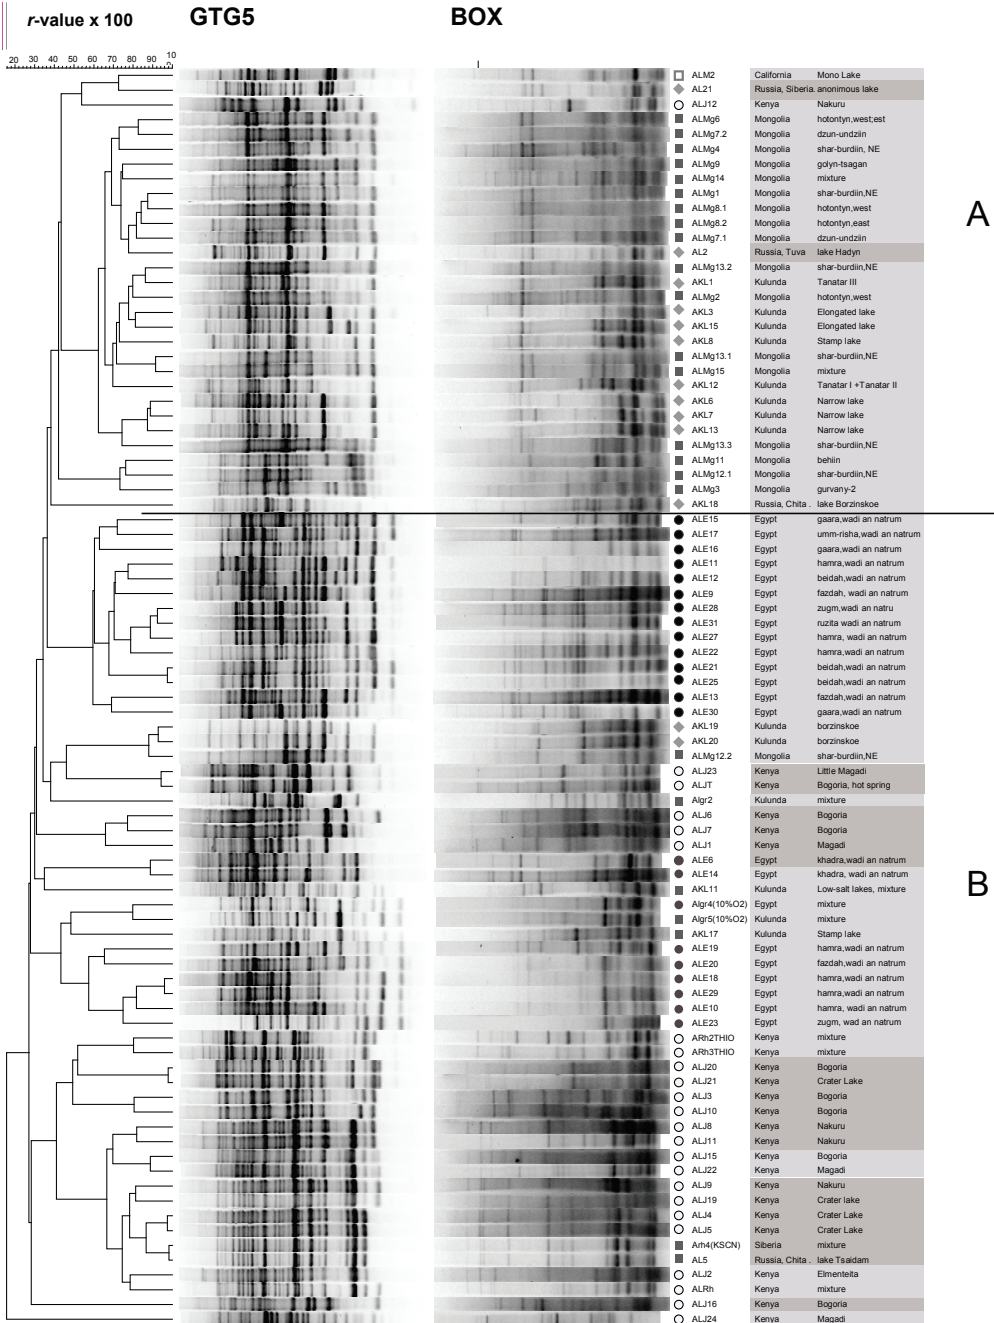 r-value x 100 GTG5 BOX
20 30 40 50 60 70 80 90 10
ALM2 California Mono Lake
AL21 Russia, Siberia. anonimous lake
ALJ12 Kenya Nakuru
ALMg6 Mongolia hotontyn,west;est
ALMg7.2 Mongolia dzun-undziin
ALMg4 Mongolia shar-burdiin, NE
ALMg9 Mongolia golyn-tsagan
ALMg14 Mongolia mixture
ALMg1 Mongolia shar-burdiin,NE
ALMg8.1 Mongolia hotontyn,west
A
ALMg8.2 Mongolia hotontyn,east
ALMg7.1 Mongolia dzun-undziin
AL2 Russia, Tuva lake Hadyn
ALMg13.2 Mongolia shar-burdiin,NE
AKL1 Kulunda Tanatar III
ALMg2 Mongolia hotontyn,west
AKL3 Kulunda Elongated lake
AKL15 Kulunda Elongated lake
AKL8 Kulunda Stamp lake
ALMg13.1 Mongolia shar-burdiin,NE
ALMg15 Mongolia mixture
AKL12 Kulunda Tanatar I +Tanatar II
AKL6 Kulunda Narrow lake
AKL7 Kulunda Narrow lake
AKL13 Kulunda Narrow lake
ALMg13.3 Mongolia shar-burdiin,NE
ALMg11 Mongolia behiin
ALMg12.1 Mongolia shar-burdiin,NE
ALMg3 Mongolia gurvany-2
AKL18 Russia, Chita . lake Borzinskoe
ALE15 Egypt gaara,wadi an natrum
ALE17 Egypt umm-risha,wadi an natrum
ALE16 Egypt gaara,wadi an natrum
ALE11 Egypt hamra,wadi an natrum
ALE12 Egypt beidah,wadi an natrum
ALE9 Egypt fazdah, wadi an natrum
ALE28 Egypt zugm,wadi an natru
ALE31 Egypt ruzita wadi an natrum
ALE27 Egypt hamra, wadi an natrum
ALE22 Egypt hamra,wadi an natrum
ALE21 Egypt beidah,wadi an natrum
ALE25 Egypt beidah,wadi an natrum
ALE13 Egypt fazdah,wadi an natrum
ALE30 Egypt gaara,wadi an natrum
AKL19 Kulunda borzinskoe
AKL20 Kulunda borzinskoe
ALMg12.2 Mongolia shar-burdiin,NE
ALJ23 Kenya Little Magadi
ALJT Kenya Bogoria, hot spring
Algr2 Kulunda mixture
ALJ6 Kenya Bogoria
ALJ7 Kenya Bogoria
ALJ1 Kenya Magadi
ALE6 Egypt khadra,wadi an natrum
ALE14 Egypt khadra, wadi an natrum
B
AKL11 Kulunda Low-salt lakes, mixture
Algr4(10%O2) Egypt mixture
Algr5(10%O2) Kulunda mixture
AKL17 Kulunda Stamp lake
ALE19 Egypt hamra,wadi an natrum
ALE20 Egypt fazdah,wadi an natrum
ALE18 Egypt hamra,wadi an natrum
ALE29 Egypt hamra,wadi an natrum
ALE10 Egypt hamra, wadi an natrum
ALE23 Egypt zugm, wad an natrum
ARh2THIO Kenya mixture
ARh3THIO Kenya mixture
ALJ20 Kenya Bogoria
ALJ21 Kenya Crater Lake
ALJ3 Kenya Bogoria
ALJ10 Kenya Bogoria
ALJ8 Kenya Nakuru
ALJ11 Kenya Nakuru
ALJ15 Kenya Bogoria
ALJ22 Kenya Magadi
ALJ9 Kenya Nakuru
ALJ19 Kenya Crater lake
ALJ4 Kenya Crater Lake
ALJ5 Kenya Crater Lake
Arh4(KSCN) Siberia mixture
AL5 Russia, Chita . lake Tsaidam
ALJ2 Kenya Elmenteita
ALRh Kenya mixture
ALJ16 Kenya Bogoria
ALJ24 Kenya Magadi